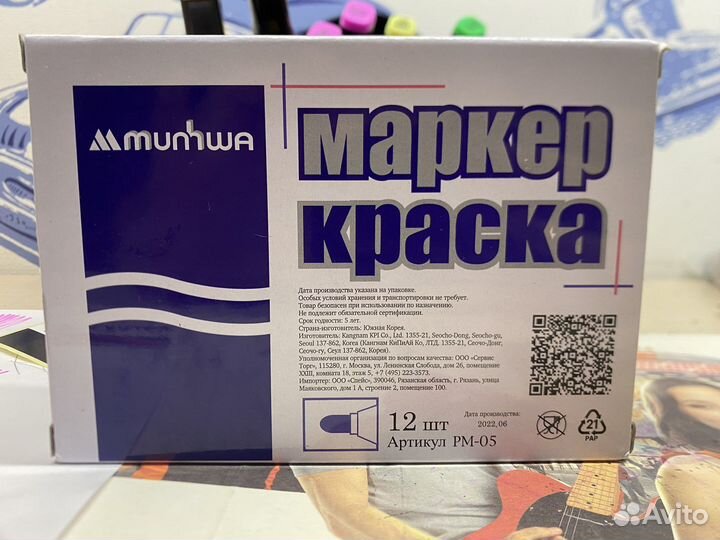 munhwa
маркер
краска
Дата производства указана на упаковке.
Особых условий хранения и транспортировки не требует.
Товар безопасен при использовании по назначению.
Не подлежит обязательной сертификации.
Срок годности: 5 лет.
Страна-изготовитель: Южная Корея.
Изготовитель: Kangnam KPI Co., Ltd. 1355-21, Seocho-Dong, Seocho-gu,
Seoul 137-862, Korea (Кангнам КиПиАй Ко, ЛТД, 1355-21, Сеочо-Донг,
Сеочо-гу, Сеул 137-862, Корея).
Уполномоченная организация по вопросам качества: ООО «Сервис
Торг», 115280, г. Москва, ул. Ленинская Слобода, дом 26, помещение
XXIII, комната 18, этаж 5, +7 (495) 223-3573.
Импортер: ООО «Спейс», 390046, Рязанская область, г. Рязань, улица
Маяковского, дом 1 А, строение 2, помещение 100.
12 шт
Артикул PM-05
Дата производства:
2022,06
21
PAP
Avito